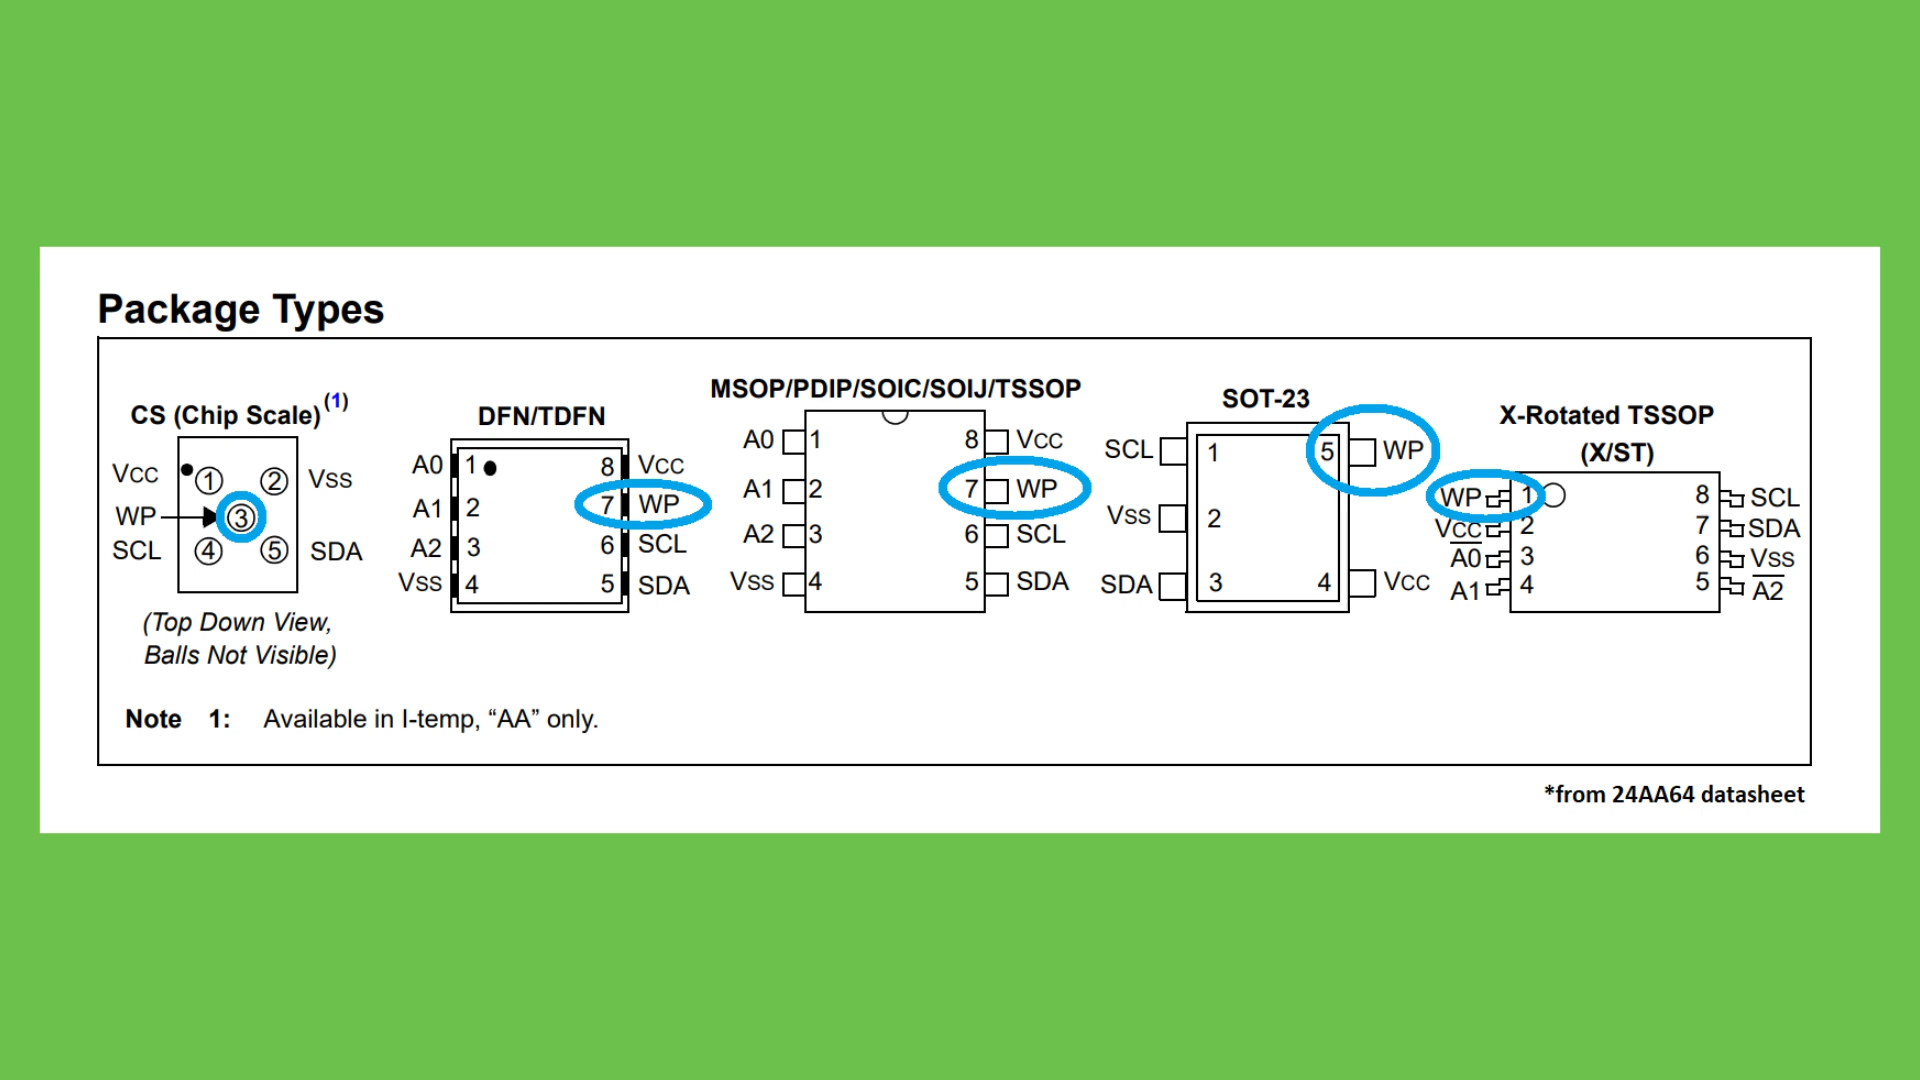 Package Types
CS (Chip Scale)(1)
VCC 1 2 VSS
WP 3
SCL 4 5 SDA
(Top Down View,
Balls Not Visible)
DFN/TDFN
A0 1 8 VCC
A1 2 7 WP
A2 3 6 SCL
VSS 4 5 SDA
MSOP/PDIP/SOIC/SOIJ/TSSOP
A0 1 8 VCC
A1 2 7 WP
A2 3 6 SCL
VSS 4 5 SDA
SOT-23
SCL 1 5 WP
VSS 2
SDA 3 4 VCC
X-Rotated TSSOP
(X/ST)
WP 1 8 SCL
VCC 2 7 SDA
A0 3 6 VSS
A1 4 5 A2
Note 1: Available in I-temp, “AA” only.
*from 24AA64 datasheet